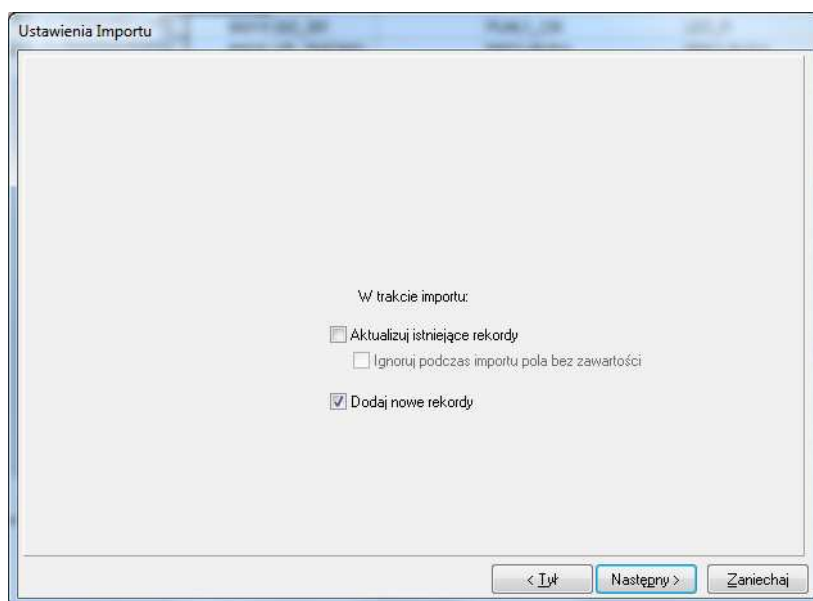 Ustawienia Importu
W trakcie importu:
Aktualizuj istniejące rekordy
Ignoruj podczas importu pola bez zawartości
Dodaj nowe rekordy
< Tył
Następny >
Zaniechaj